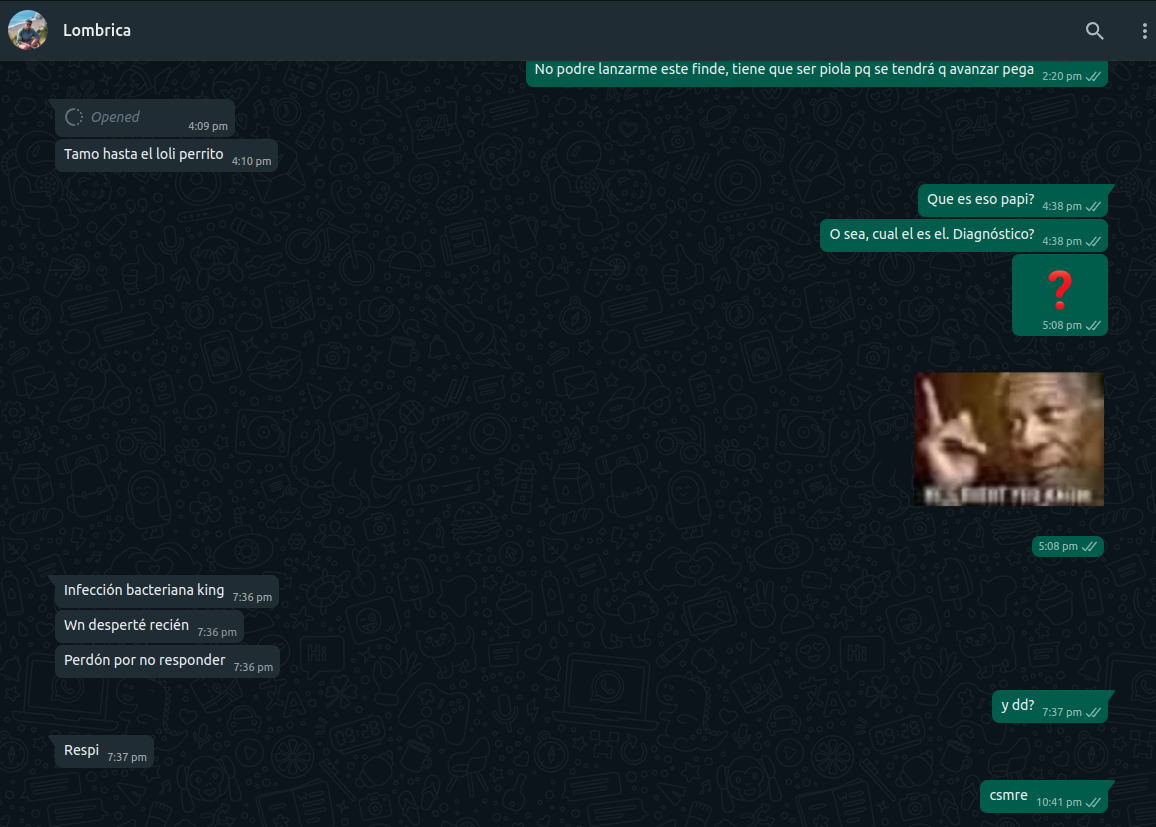 Lombrica
No podre lanzarme este finde, tiene que ser piola pq se tendrá q avanzar pega 2:20 pm
Opened 4:09 pm
Tamo hasta el loli perrito 4:10 pm
Que es eso papi? 4:38 pm
O sea, cual el es el. Diagnóstico? 4:38 pm
❓
5:08 pm
HE'S RIGHT YOU KNOW
5:08 pm
Infección bacteriana king 7:36 pm
Wn desperté recién 7:36 pm
Perdón por no responder 7:36 pm
y dd? 7:37 pm
Respi 7:37 pm
csmre 10:41 pm